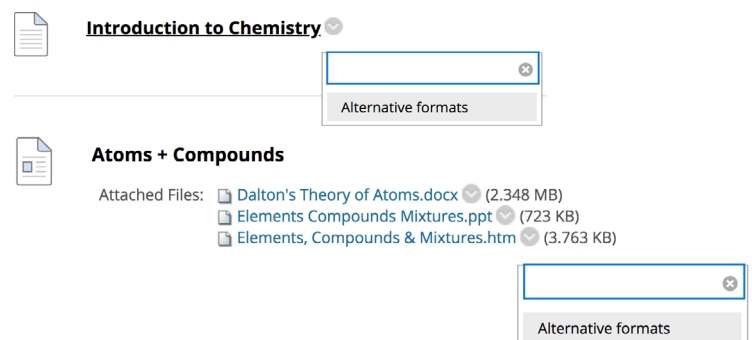 Introduction to Chemistry
Alternative formats
Atoms + Compounds
Attached Files: Dalton's Theory of Atoms.docx (2.348 MB)
Elements Compounds Mixtures.ppt (723 KB)
Elements, Compounds & Mixtures.htm (3.763 KB)
Alternative formats